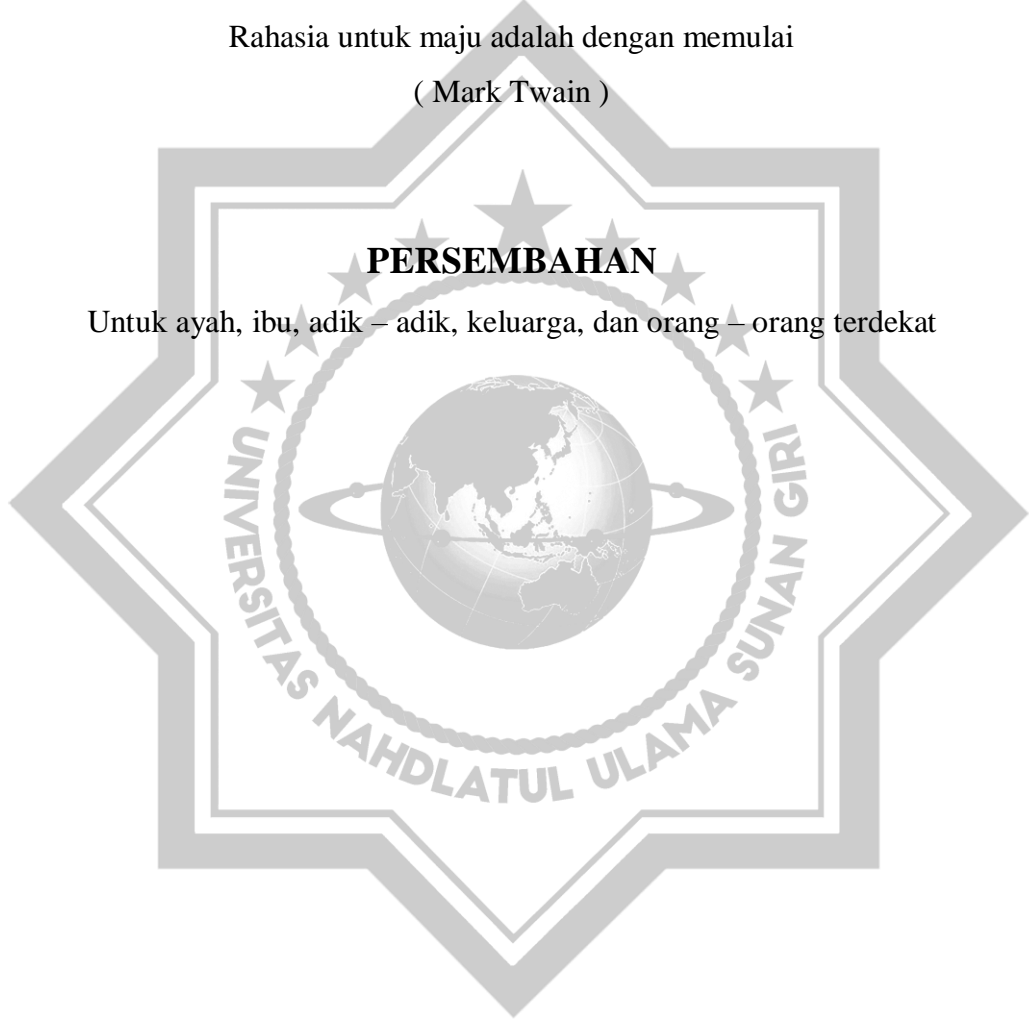 Rahasia untuk maju adalah dengan memulai
( Mark Twain )
PERSEMBAHAN
Untuk ayah, ibu, adik – adik, keluarga, dan orang – orang terdekat
UNIVERSITAS NAHDLATUL ULAMA SUNAN GIRI